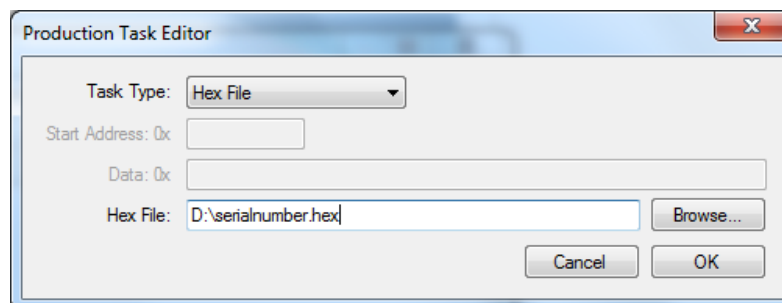 Production Task Editor
Task Type: Hex File
Start Address: 0x
Data: 0x
Hex File: D:\serialnumber.hex Browse...
Cancel OK